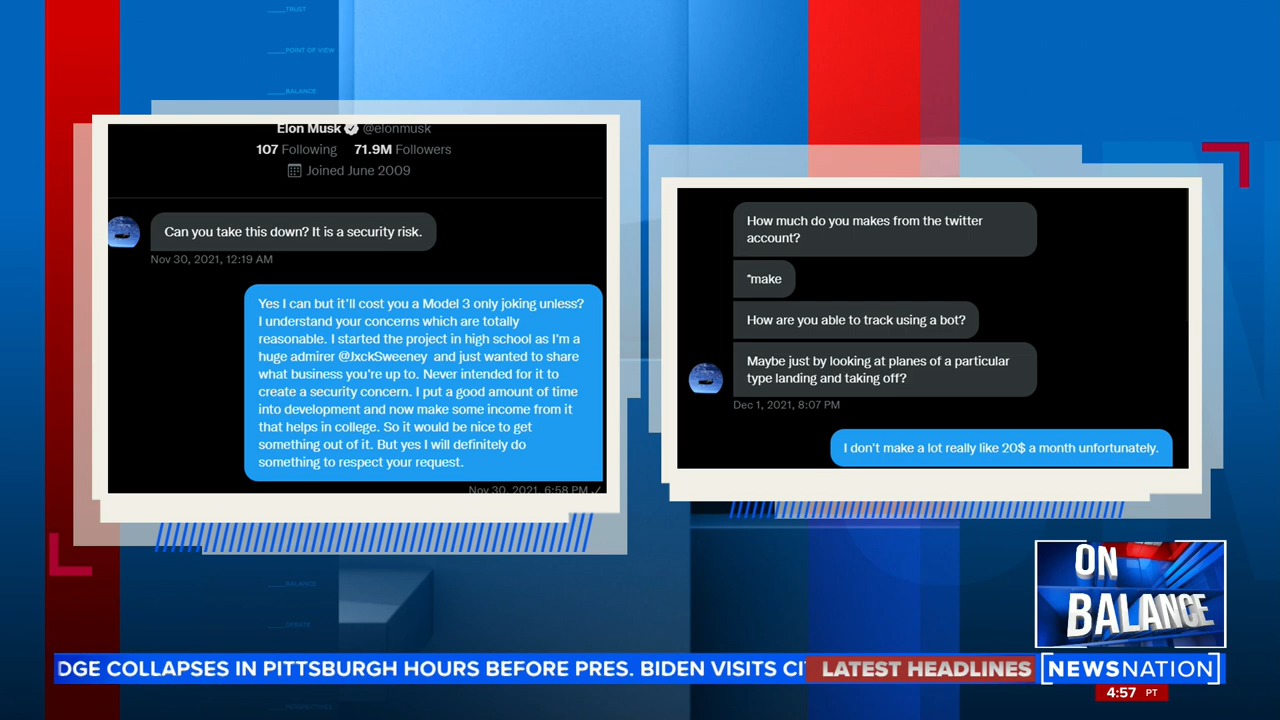 TRUST
POINT OF VIEW
BALANCE
Elon Musk @elonmusk
107 Following 71.9M Followers
Joined June 2009
Can you take this down? It is a security risk.
Nov 30, 2021, 12:19 AM
Yes I can but it'll cost you a Model 3 only joking unless?
I understand your concerns which are totally
reasonable. I started the project in high school as I'm a
huge admirer @JxckSweeney and just wanted to share
what business you're up to. Never intended for it to
create a security concern. I put a good amount of time
into development and now make some income from it
that helps in college. So it would be nice to get
something out of it. But yes I will definitely do
something to respect your request.
Nov 30, 2021, 6:58 PM
How much do you makes from the twitter
account?
*make
How are you able to track using a bot?
Maybe just by looking at planes of a particular
type landing and taking off?
Dec 1, 2021, 8:07 PM
I don't make a lot really like 20$ a month unfortunately.
BALANCE
DEBATE
ON
BALANCE
DGE COLLAPSES IN PITTSBURGH HOURS BEFORE PRES. BIDEN VISITS CI
LATEST HEADLINES
NEWSNATION
4:57 PT